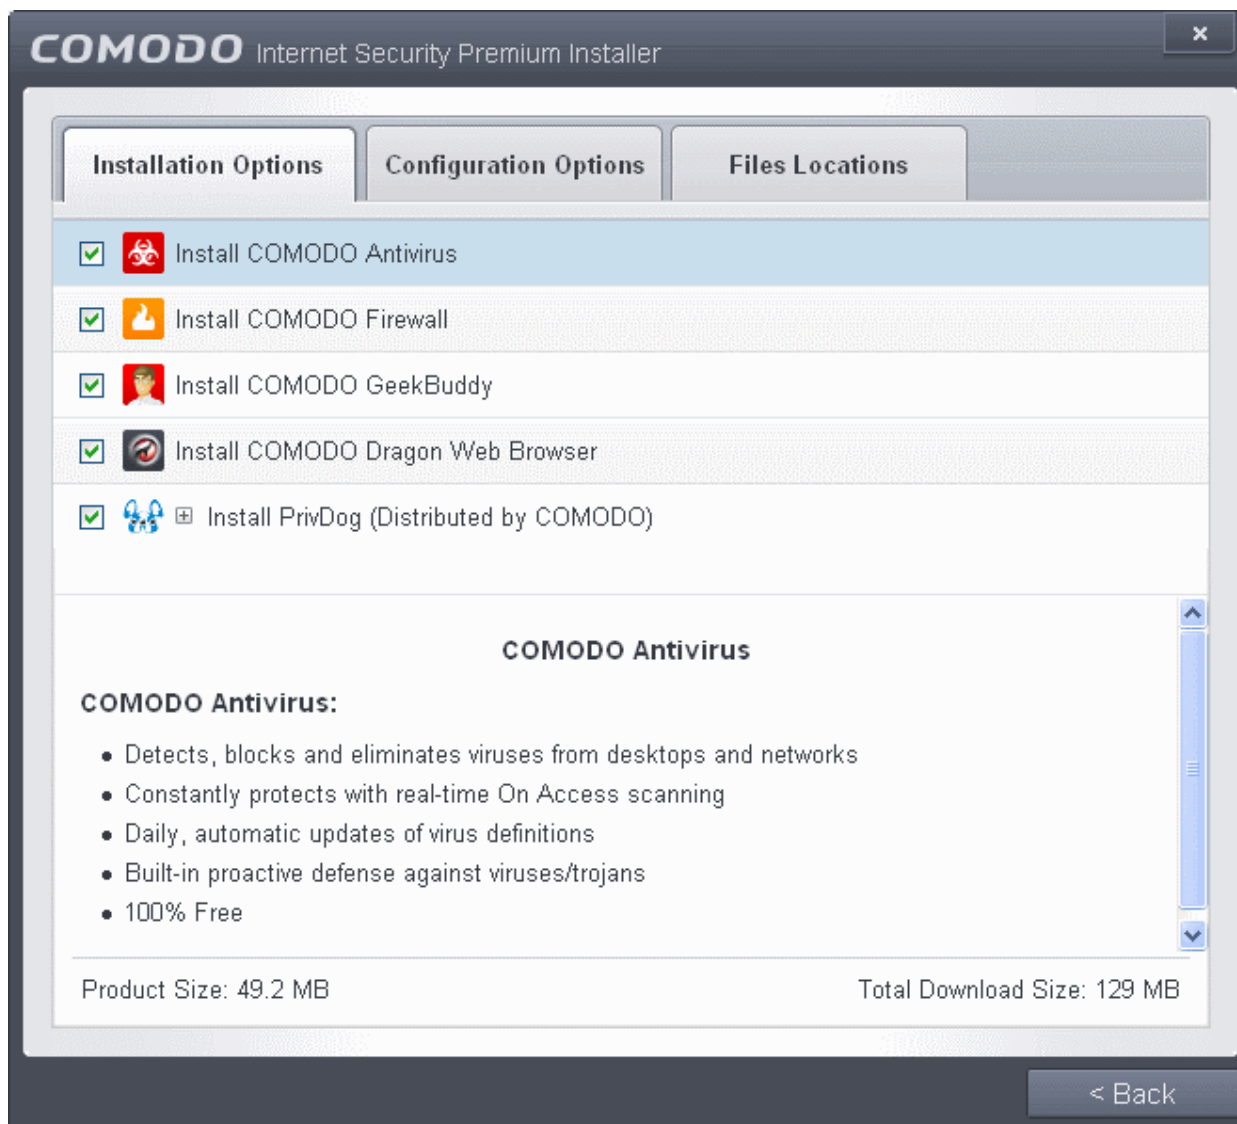 COMODO Internet Security Premium Installer
Installation Options
Configuration Options
Files Locations
Install COMODO Antivirus
Install COMODO Firewall
Install COMODO GeekBuddy
Install COMODO Dragon Web Browser
Install PrivDog (Distributed by COMODO)
COMODO Antivirus
COMODO Antivirus:
• Detects, blocks and eliminates viruses from desktops and networks
• Constantly protects with real-time On Access scanning
• Daily, automatic updates of virus definitions
• Built-in proactive defense against viruses/trojans
• 100% Free
Product Size: 49.2 MB
Total Download Size: 129 MB
< Back